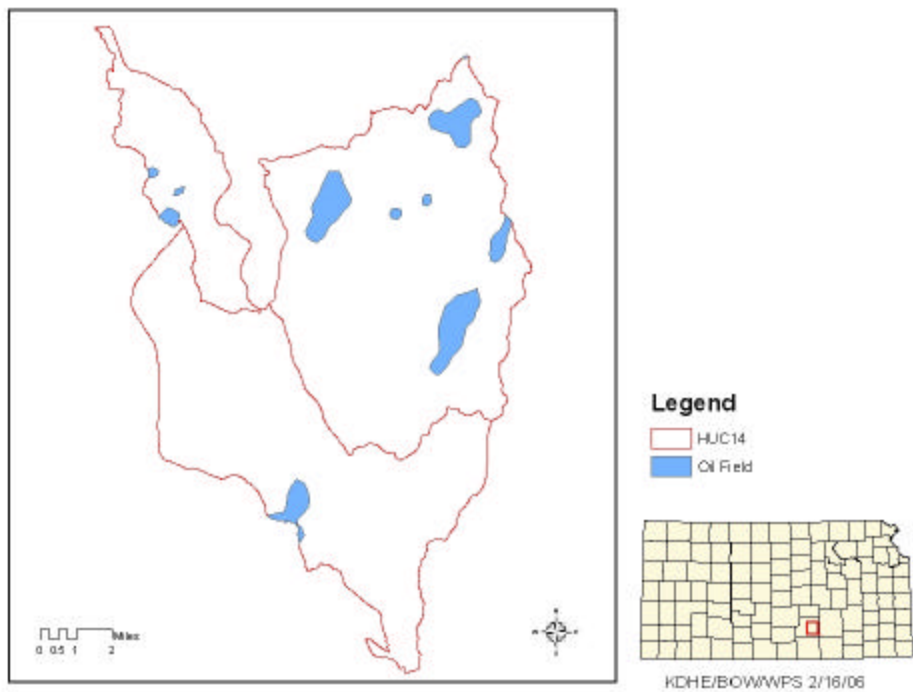 Legend
HUC14
Oil Field
Miles
0 0.5 1 2
N
W E
S
KDHE/BOW/WPS 2/16/06